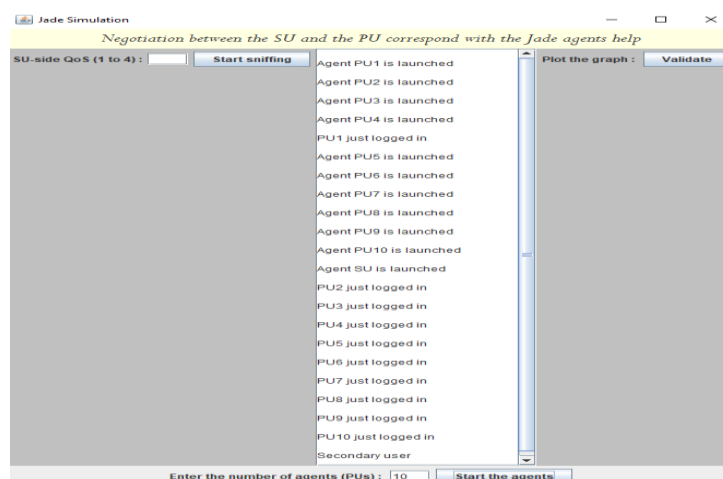 Jade Simulation
Negotiation between the SU and the PU correspond with the Jade agents help
SU-side QoS (1 to 4) :
Start sniffing
Agent PU1 is launched
Agent PU2 is launched
Agent PU3 is launched
Agent PU4 is launched
PU1 just logged in
Agent PU5 is launched
Agent PU6 is launched
Agent PU7 is launched
Agent PU8 is launched
Agent PU9 is launched
Agent PU10 is launched
Agent SU is launched
PU2 just logged in
PU3 just logged in
PU4 just logged in
PU5 just logged in
PU6 just logged in
PU7 just logged in
PU8 just logged in
PU9 just logged in
PU10 just logged in
Secondary user
Plot the graph :
Validate
Enter the number of agents (PUs) : 10
Start the agents